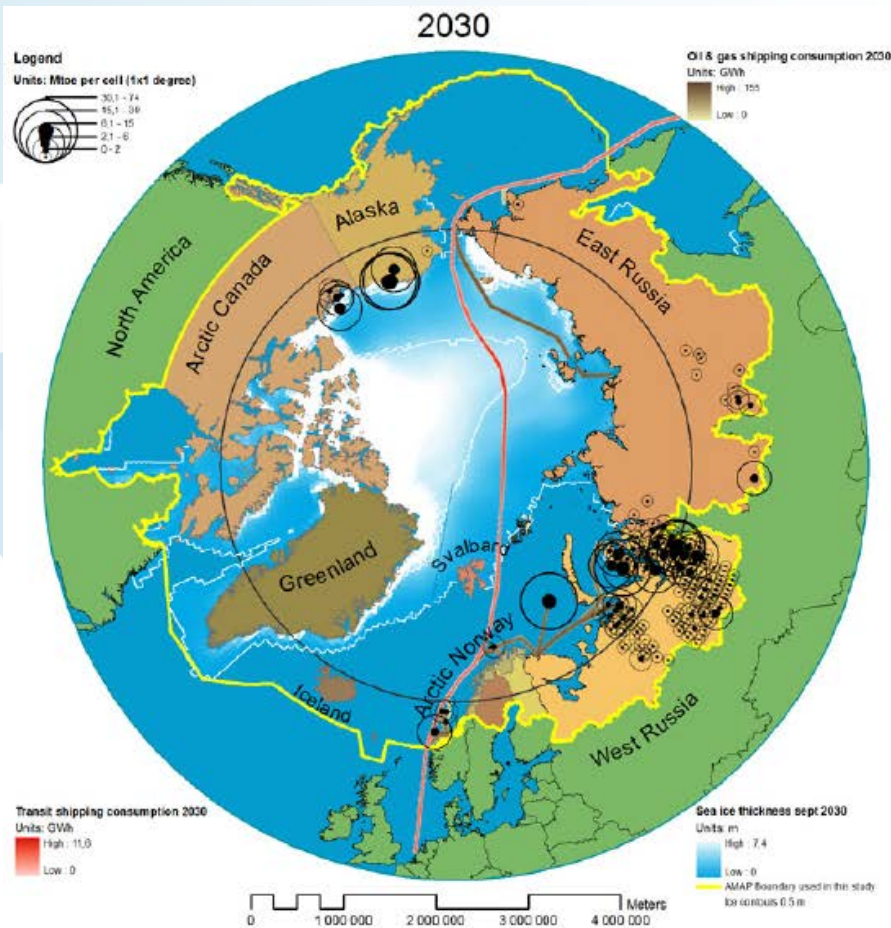 2030
Legend
Units: Mtoe per cell (1x1 degree)
30,1 - 74
15,1 - 30
6,1 - 15
2,1 - 6
0 - 2
Oil & gas shipping consumption 2030
Units: GWh
High : 155
Low : 0
Alaska
East Russia
North America
Arctic Canada
Greenland
Svalbard
Arctic Norway
Iceland
West Russia
Transit shipping consumption 2030
Units: GWh
High : 11,6
Low : 0
Sea ice thickness sept 2030
Units: m
High : 7,4
Low : 0
AMAP Boundary used in this study
Ice contours 0.5 m
Meters
0 1 000 000 2 000 000 3 000 000 4 000 000